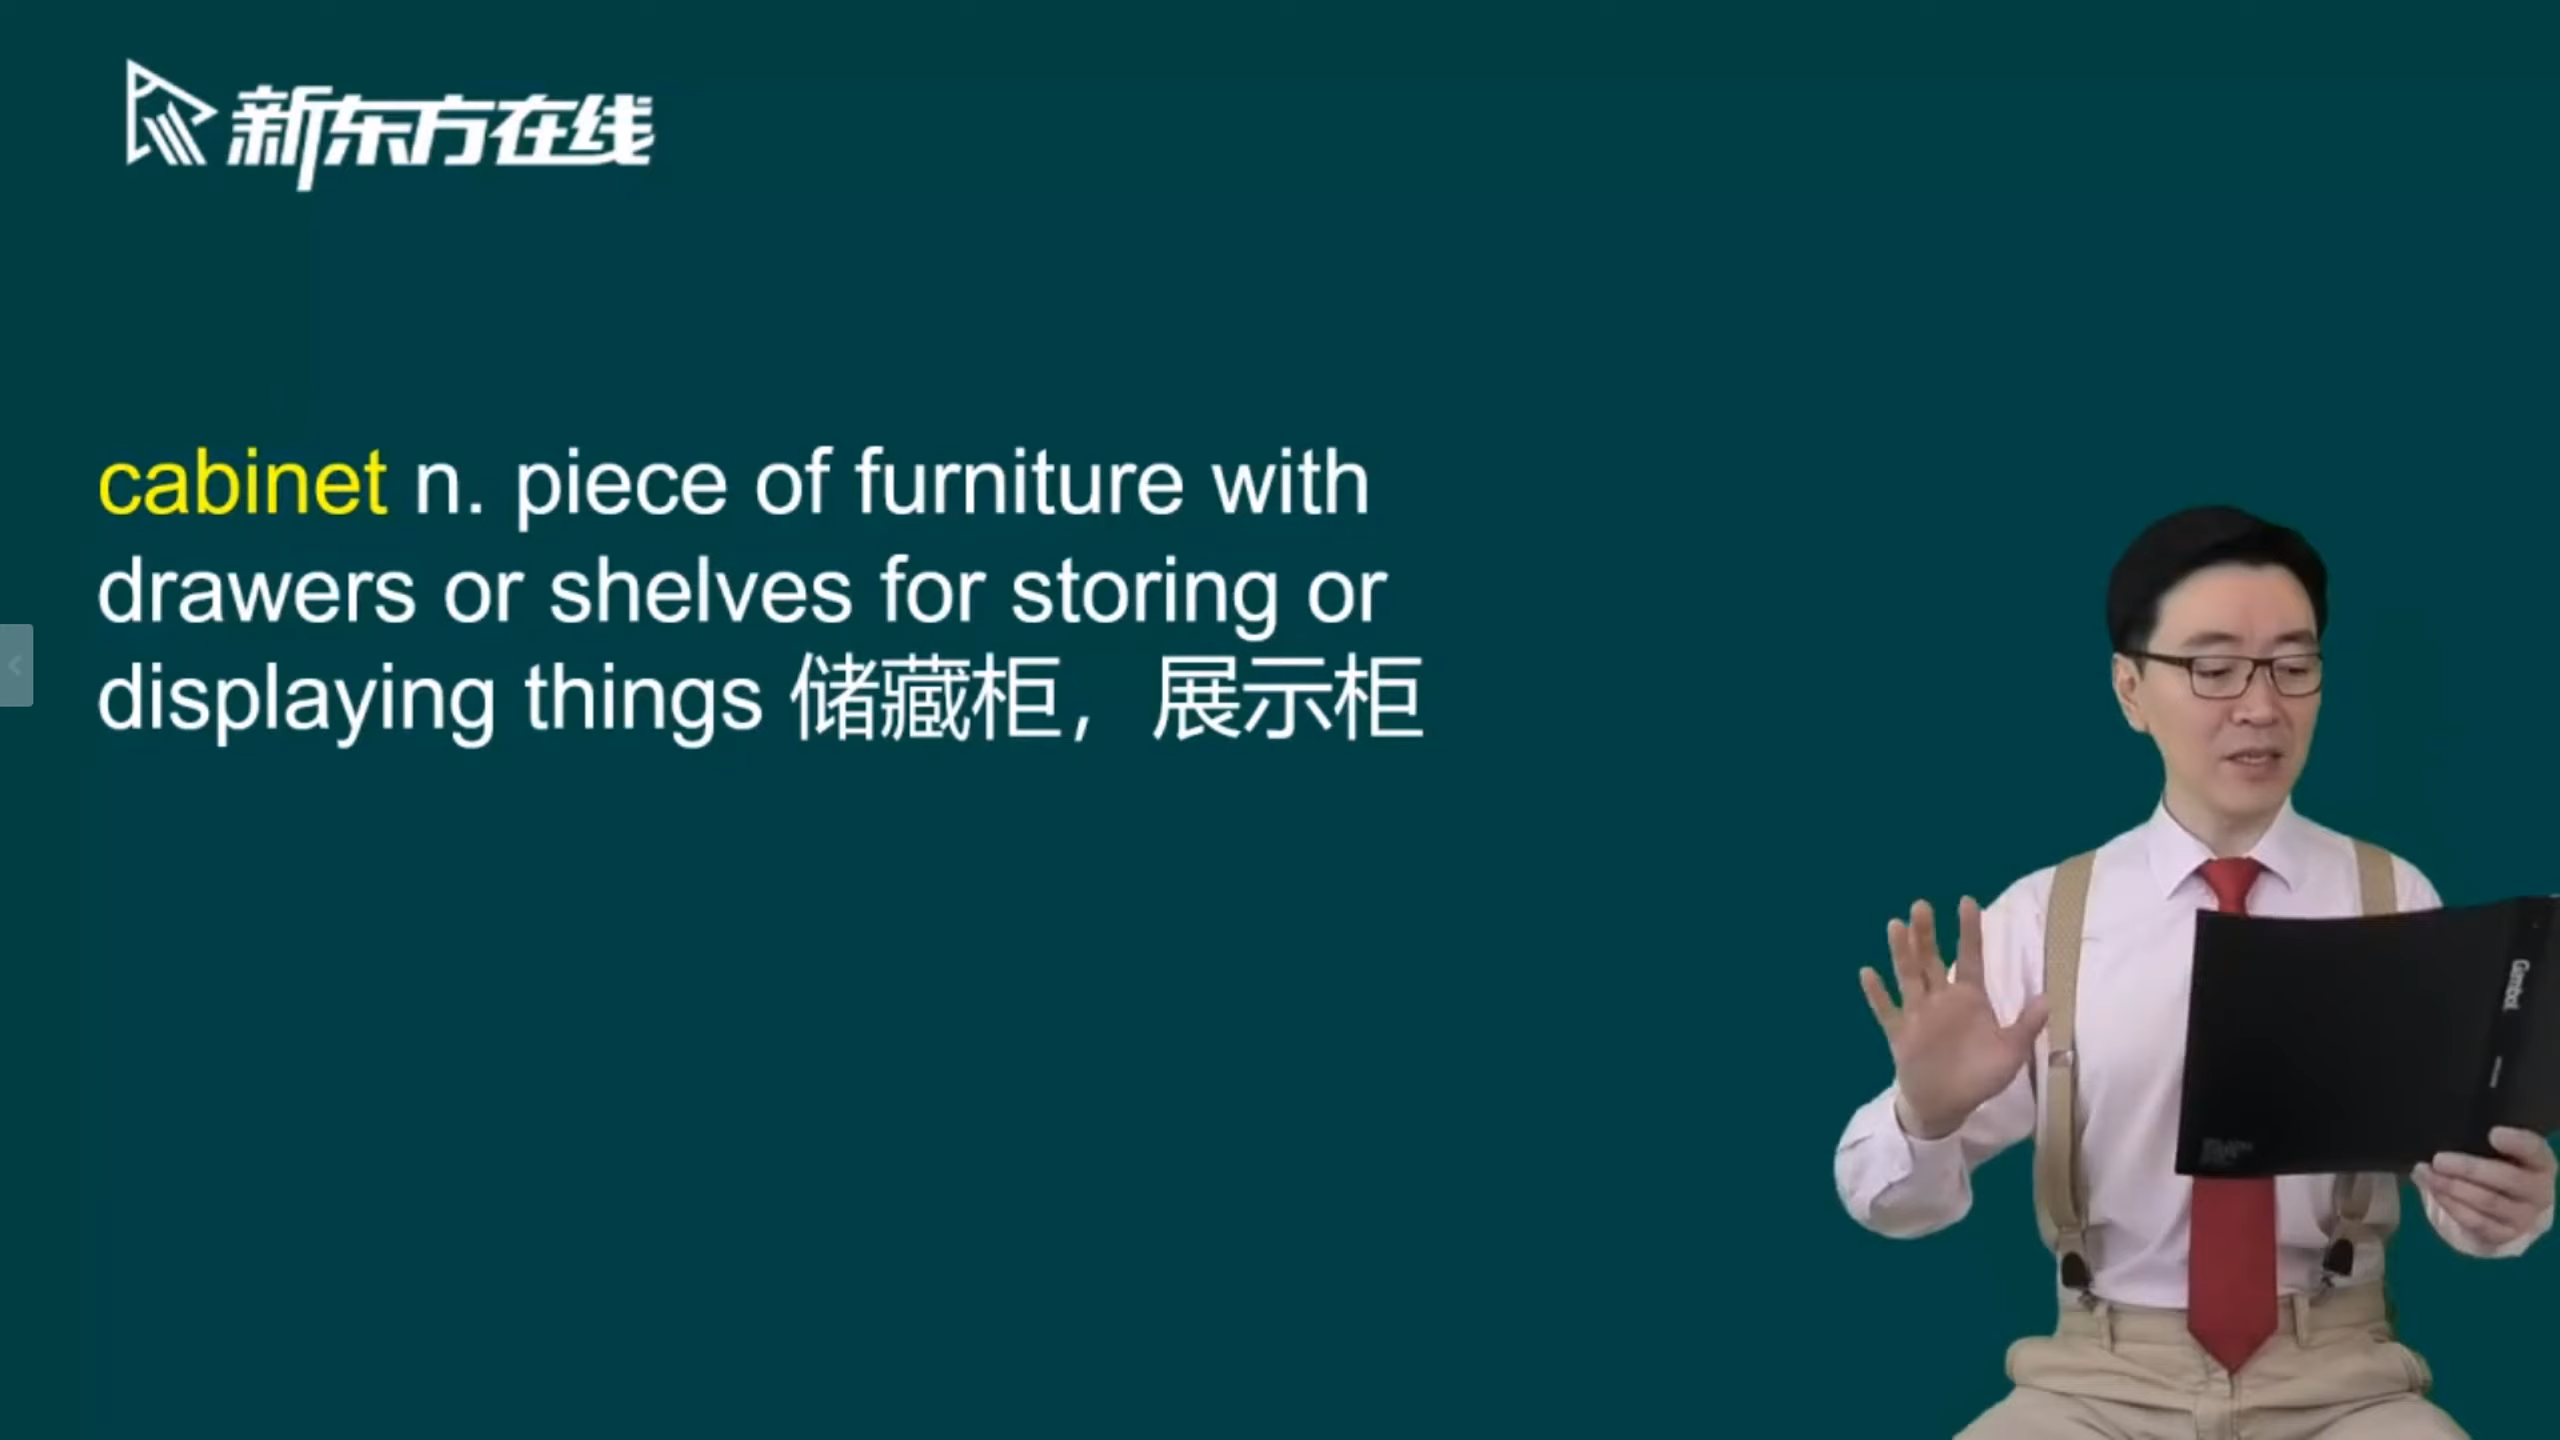 新东方在线
cabinet n. piece of furniture with
drawers or shelves for storing or
displaying things 储藏柜，展示柜